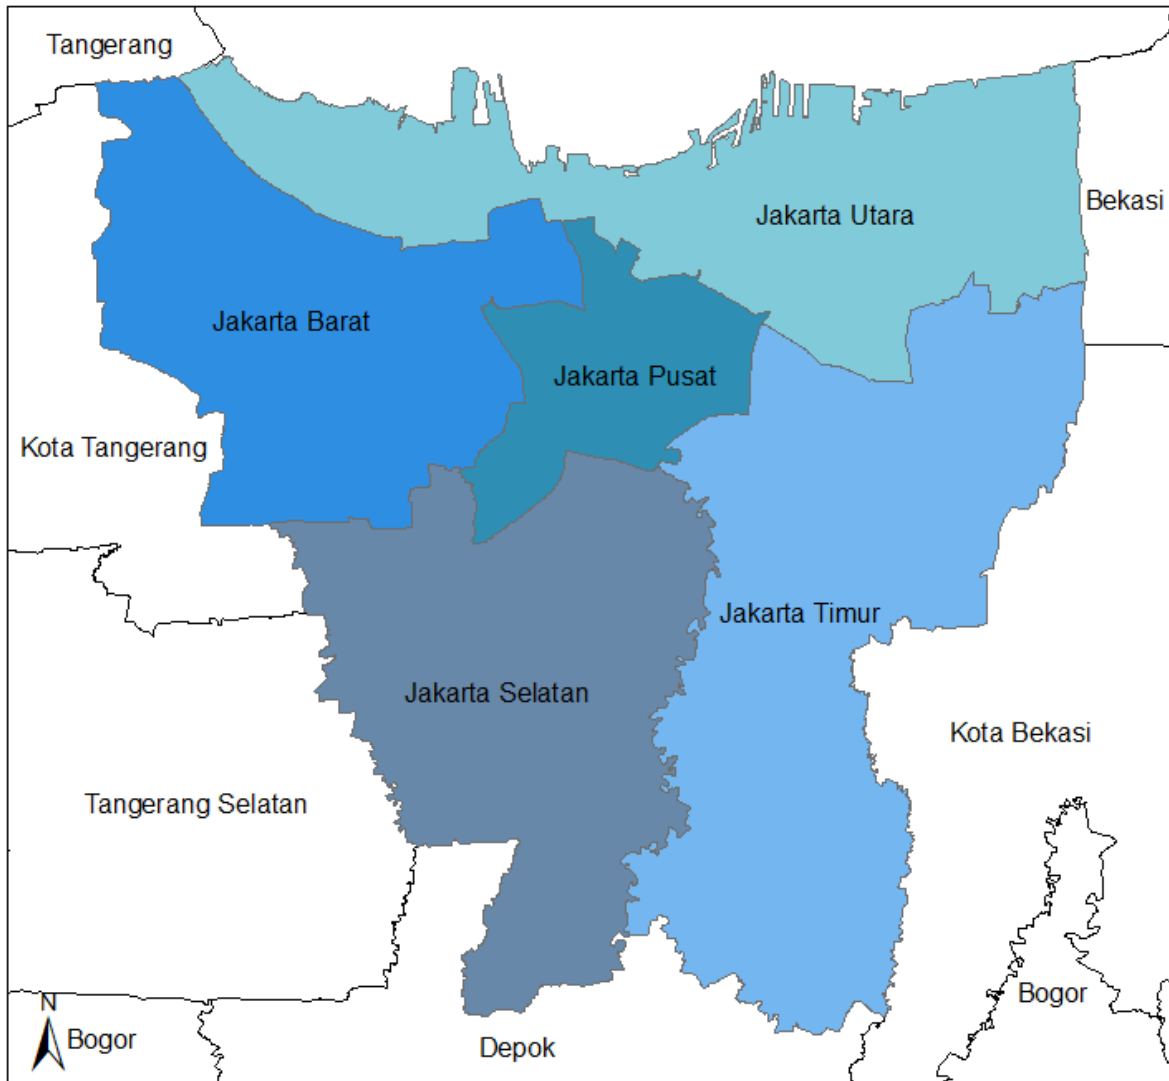 Tangerang
Bekasi
Jakarta Utara
Jakarta Barat
Jakarta Pusat
Kota Tangerang
Jakarta Timur
Jakarta Selatan
Kota Bekasi
Tangerang Selatan
N
Bogor
Bogor
Depok